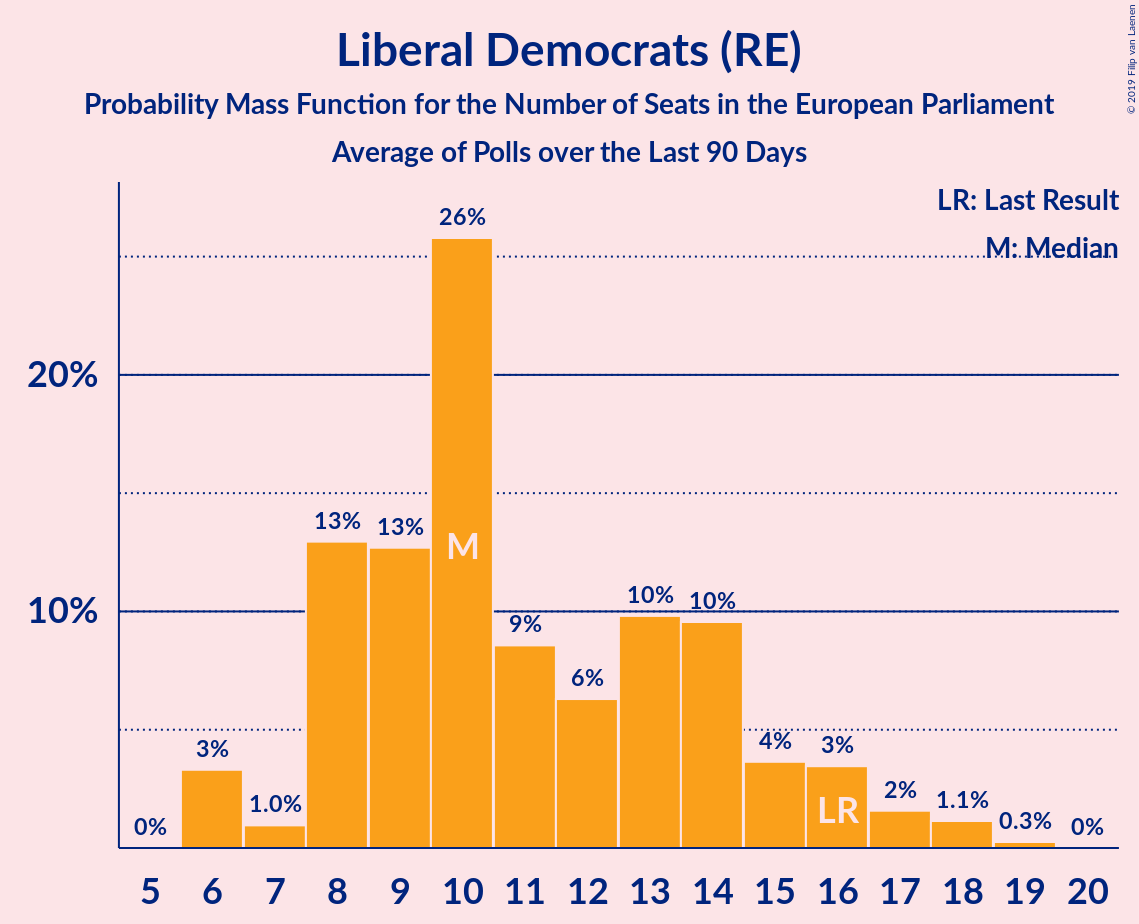 Liberal Democrats (RE)
Probability Mass Function for the Number of Seats in the European Parliament
Average of Polls over the Last 90 Days
© 2019 Filip van Laenen
LR: Last Result
M: Median
20%
10%
0%
3%
1.0%
13%
13%
26%
9%
6%
10%
10%
4%
3%
2%
1.1%
0.3%
0%
M
LR
5 6 7 8 9 10 11 12 13 14 15 16 17 18 19 20